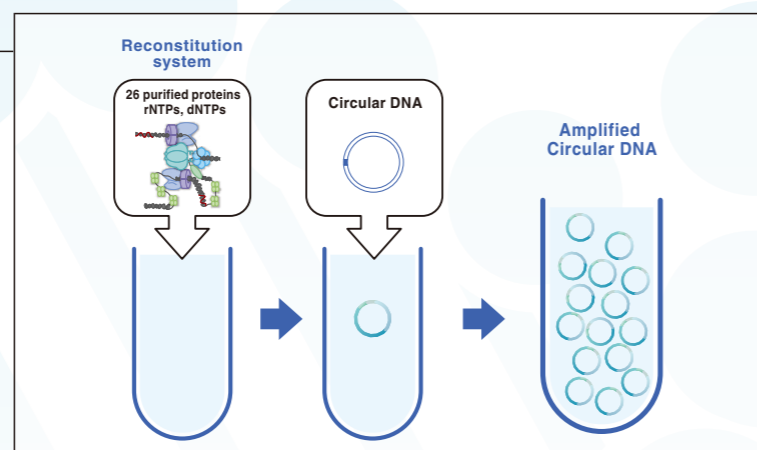 Reconstitution
system
26 purified proteins
rNTPs, dNTPs
Circular DNA
Amplified
Circular DNA